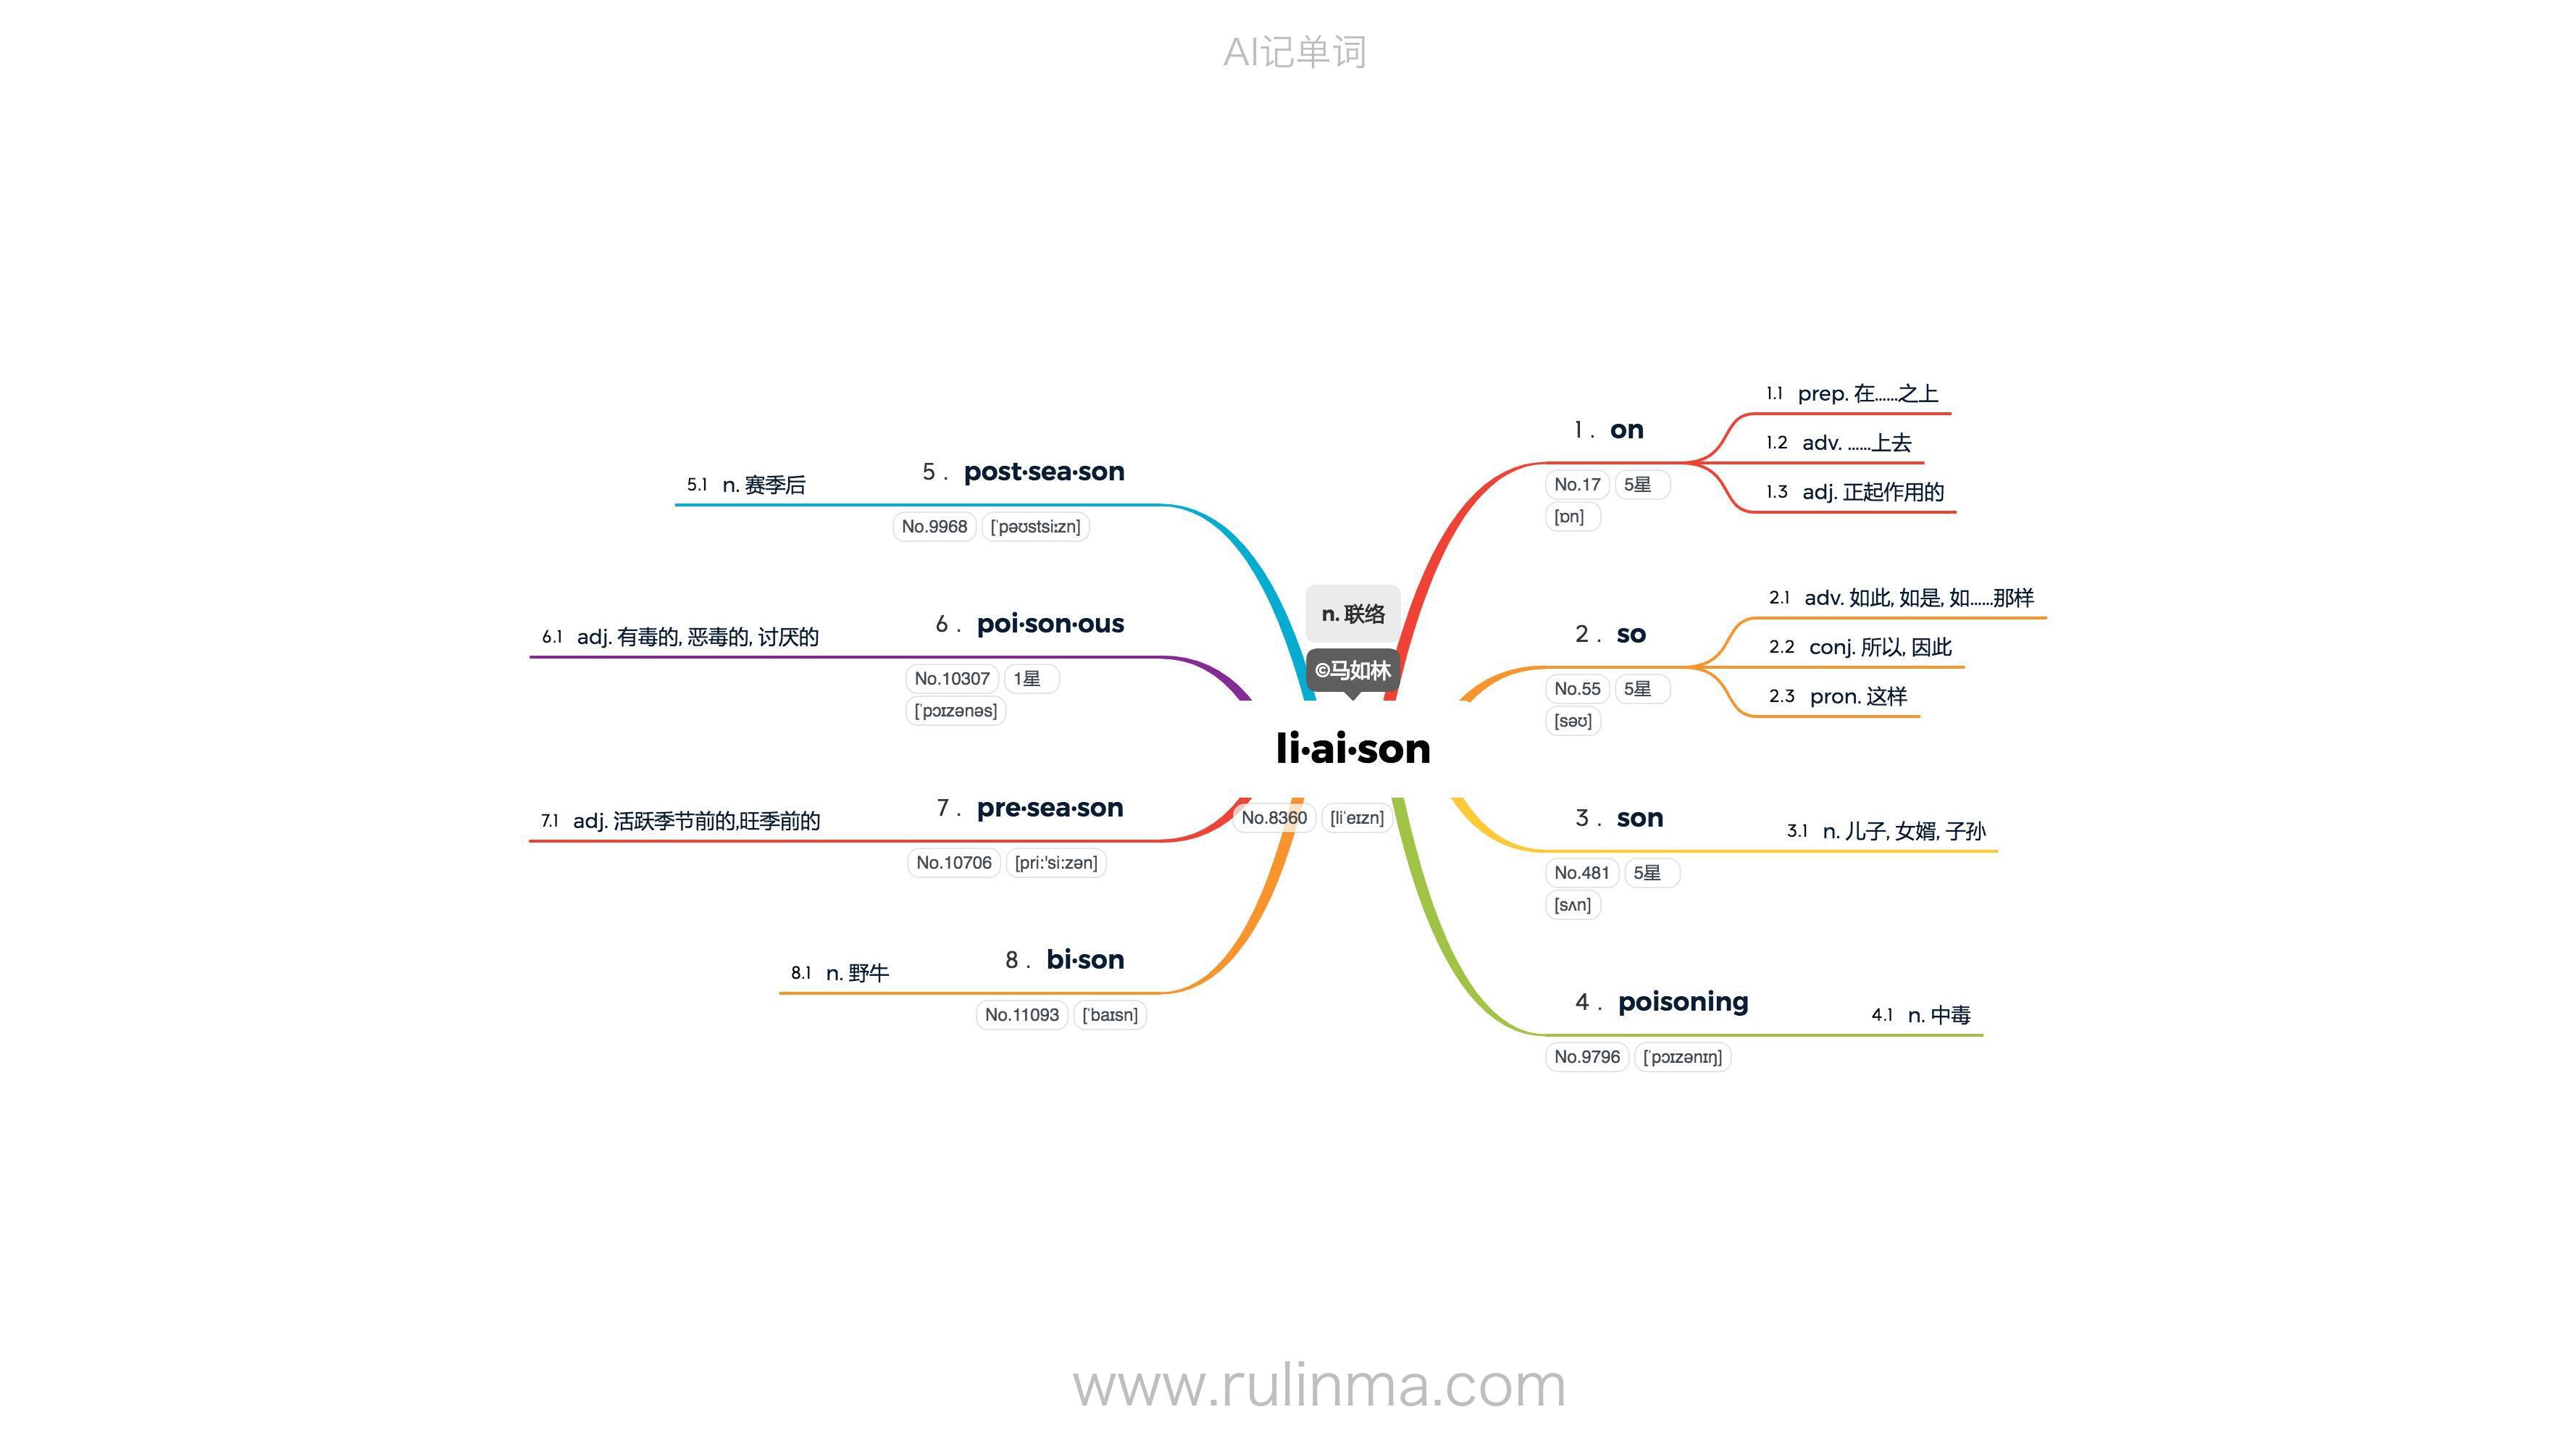 AI记单词
n. 联络
©马如林
li·ai·son
No.8360 [liˈeɪzn]
1 . on
No.17 5星
[ɒn]
1.1 prep. 在……之上
1.2 adv. ……上去
1.3 adj. 正起作用的
2 . so
No.55 5星
[səʊ]
2.1 adv. 如此, 如是, 如……那样
2.2 conj. 所以, 因此
2.3 pron. 这样
3 . son
No.481 5星
[sʌn]
3.1 n. 儿子, 女婿, 子孙
4 . poisoning
No.9796 [ˈpɔɪzənɪŋ]
4.1 n. 中毒
5 . post·sea·son
No.9968 [ˈpəʊstsiːzn]
5.1 n. 赛季后
6 . poi·son·ous
No.10307 1星
[ˈpɔɪzənəs]
6.1 adj. 有毒的, 恶毒的, 讨厌的
7 . pre·sea·son
No.10706 [pri:'si:zən]
7.1 adj. 活跃季节前的,旺季前的
8 . bi·son
No.11093 [ˈbaɪsn]
8.1 n. 野牛
www.rulinma.com